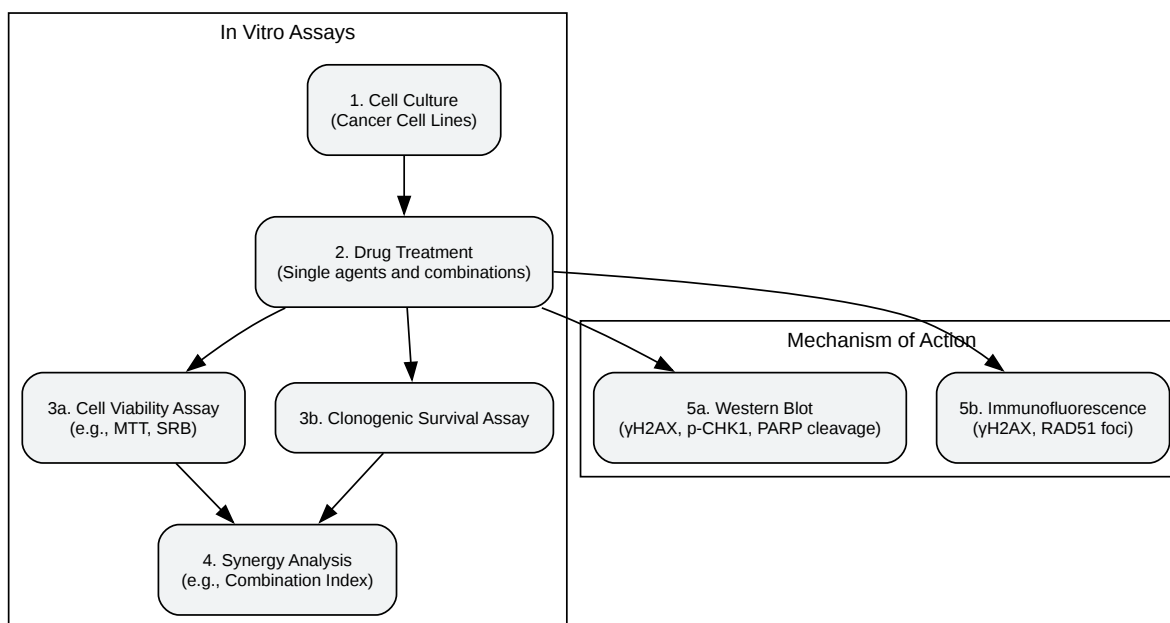 In Vitro Assays
1. Cell Culture
(Cancer Cell Lines)
2. Drug Treatment
(Single agents and combinations)
Mechanism of Action
3a. Cell Viability Assay
(e.g., MTT, SRB)
3b. Clonogenic Survival Assay
5a. Western Blot
(γH2AX, p-CHK1, PARP cleavage)
5b. Immunofluorescence
(γH2AX, RAD51 foci)
4. Synergy Analysis
(e.g., Combination Index)